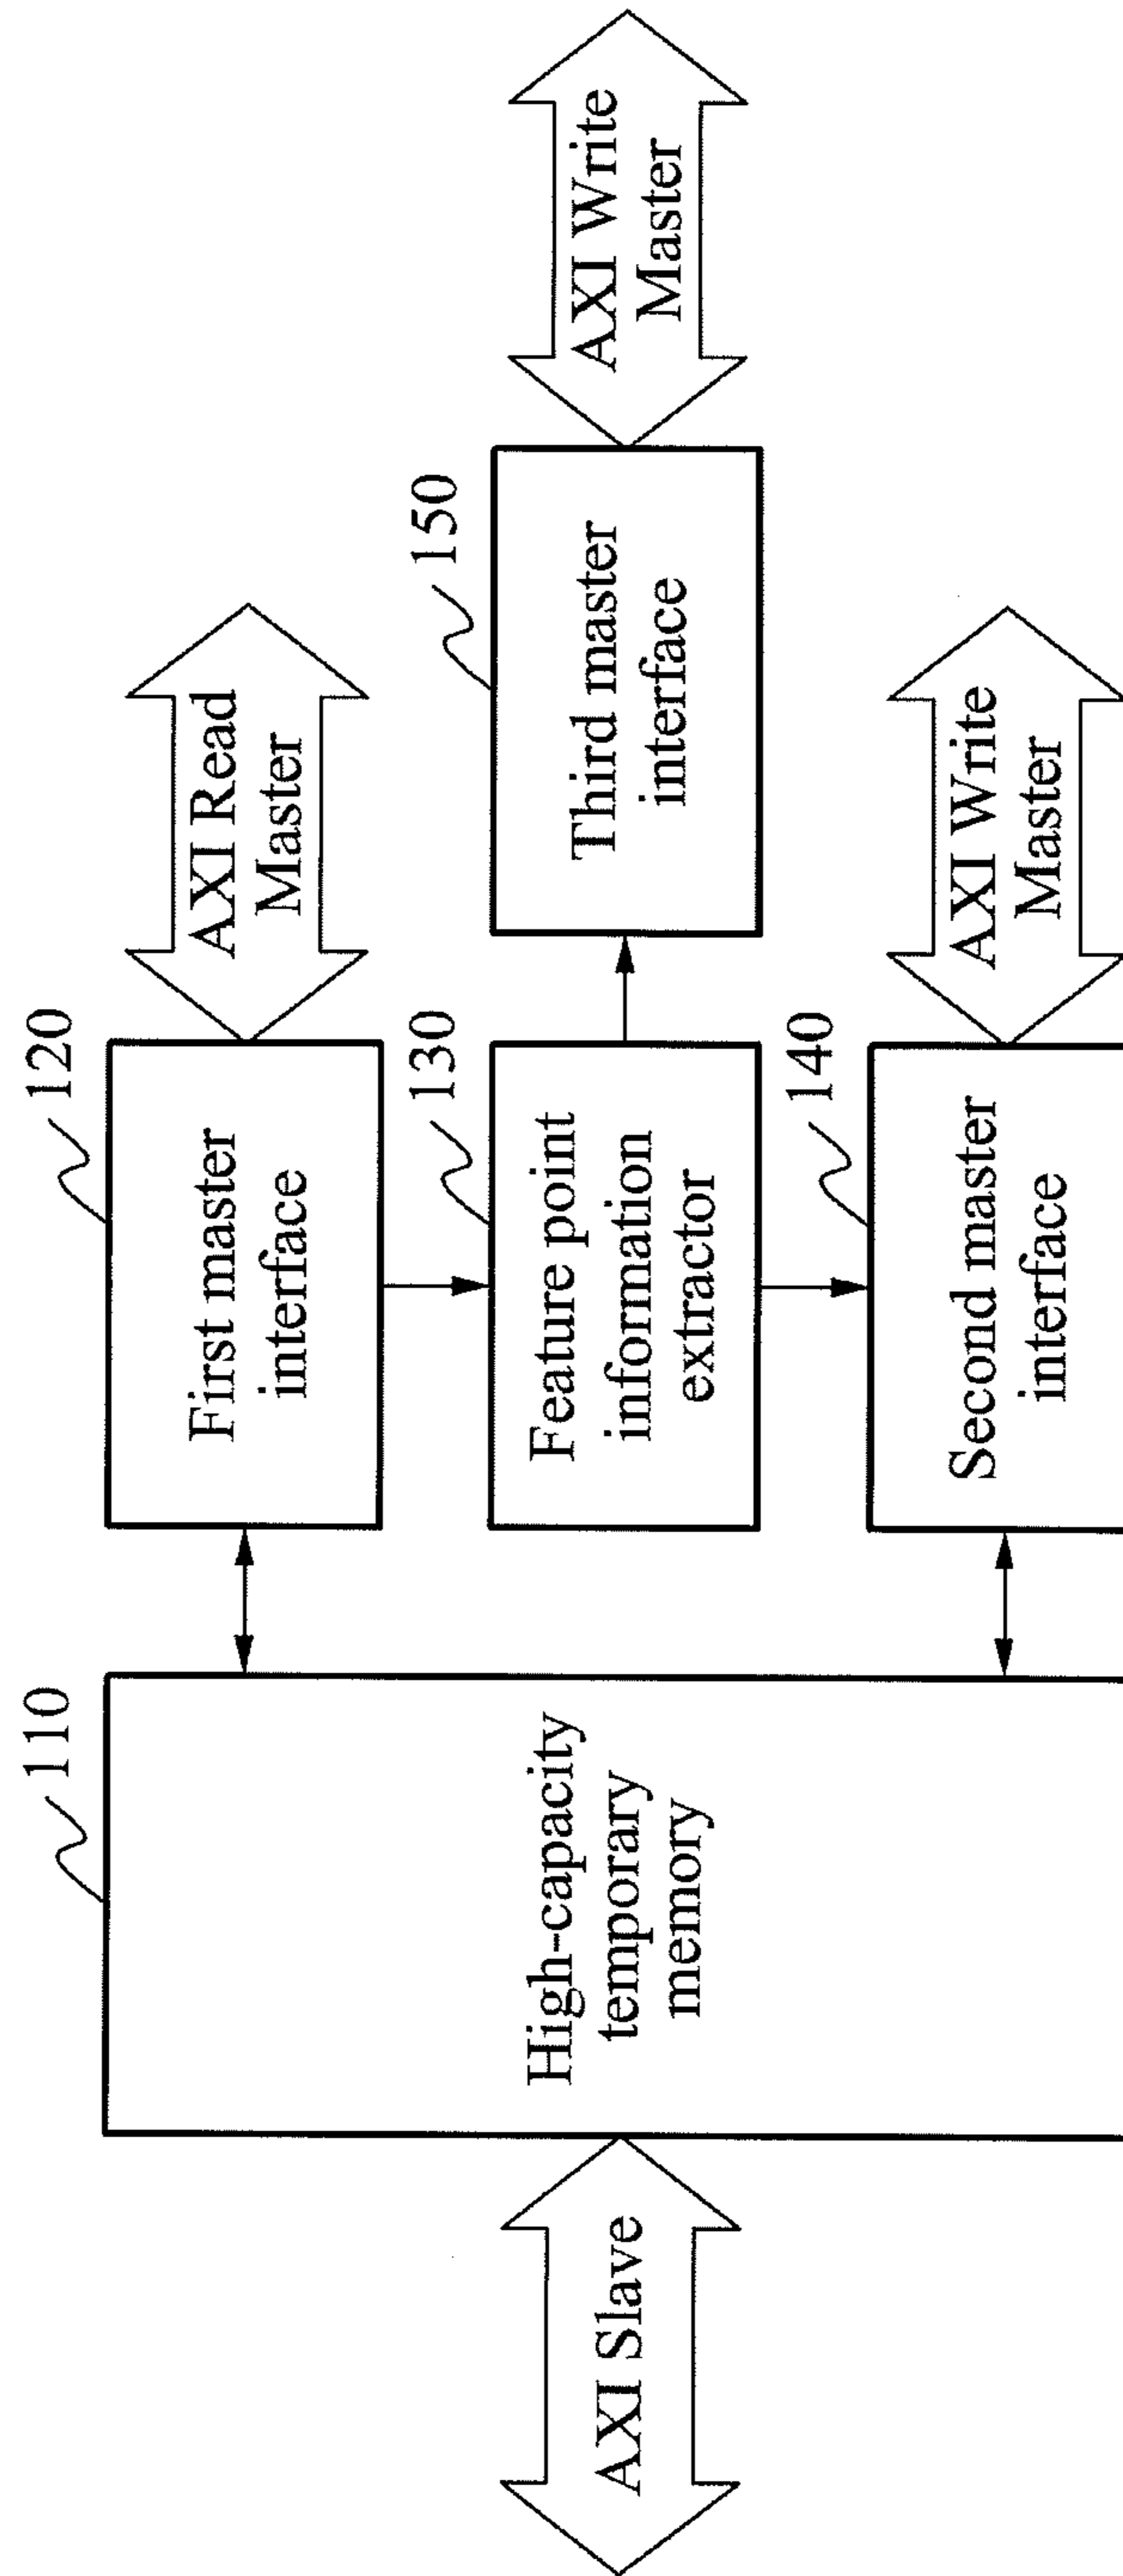 110
120
130
140
150
AXI Slave
High-capacity
temporary
memory
First master
interface
AXI Read
Master
Feature point
information
extractor
Third master
interface
AXI Write
Master
Second master
interface
AXI Write
Master